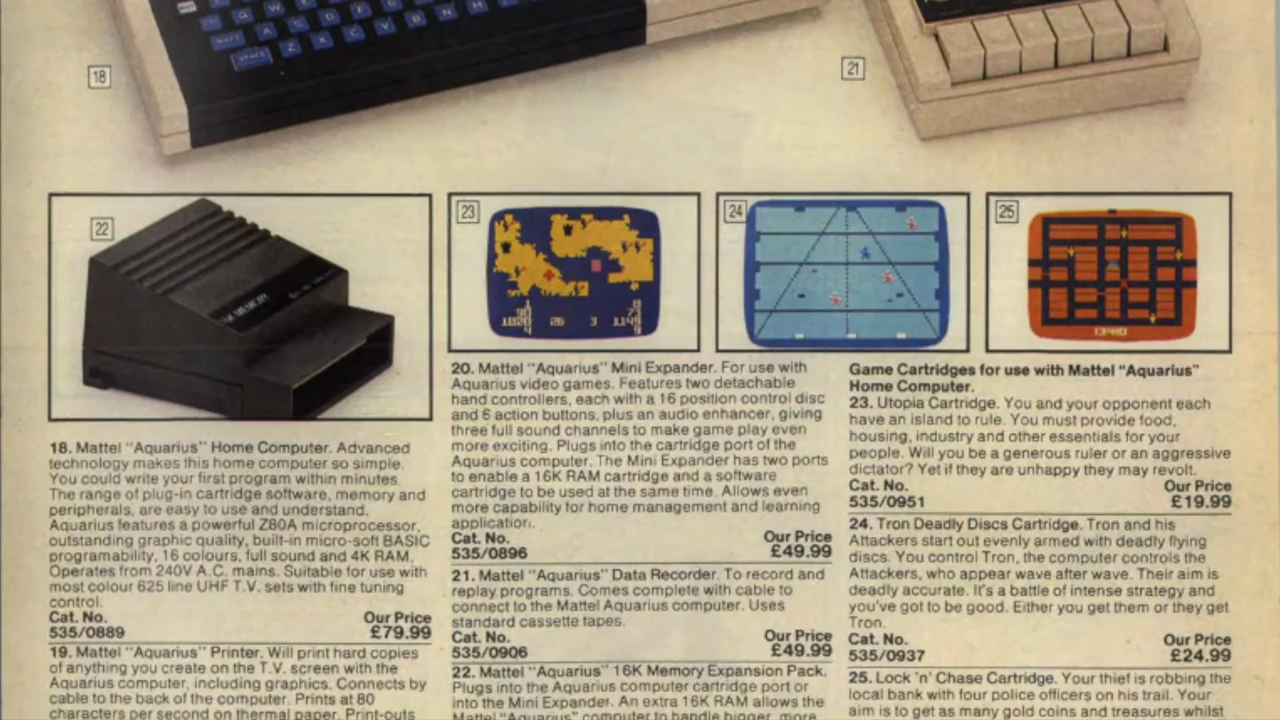 18
21
22
23
24
25
18. Mattel "Aquarius" Home Computer. Advanced
technology makes this home computer so simple.
You could write your first program within minutes.
The range of plug-in cartridge software, memory and
peripherals, are easy to use and understand.
Aquarius features a powerful Z80A microprocessor,
outstanding graphic quality, built-in micro-soft BASIC
programability, 16 colours, full sound and 4K RAM.
Operates from 240V A.C. mains. Suitable for use with
most colour 625 line UHF T.V. sets with fine tuning
control.
Cat. No. Our Price
535/0889 £79.99
19. Mattel "Aquarius" Printer. Will print hard copies
of anything you create on the T.V. screen with the
Aquarius computer, including graphics. Connects by
cable to the back of the computer. Prints at 80
characters per second on thermal paper. Print-outs
20. Mattel "Aquarius" Mini Expander. For use with
Aquarius video games. Features two detachable
hand controllers, each with a 16 position control disc
and 6 action buttons, plus an audio enhancer, giving
three full sound channels to make game play even
more exciting. Plugs into the cartridge port of the
Aquarius computer. The Mini Expander has two ports
to enable a 16K RAM cartridge and a software
cartridge to be used at the same time. Allows even
more capability for home management and learning
application.
Cat. No. Our Price
535/0896 £49.99
21. Mattel "Aquarius" Data Recorder. To record and
replay programs. Comes complete with cable to
connect to the Mattel Aquarius computer. Uses
standard cassette tapes.
Cat. No. Our Price
535/0906 £49.99
22. Mattel "Aquarius" 16K Memory Expansion Pack.
Plugs into the Aquarius computer cartridge port or
into the Mini Expander. An extra 16K RAM allows the
Mattel "Aquarius" computer to handle bigger, more
Game Cartridges for use with Mattel "Aquarius"
Home Computer.
23. Utopia Cartridge. You and your opponent each
have an island to rule. You must provide food,
housing, industry and other essentials for your
people. Will you be a generous ruler or an aggressive
dictator? Yet if they are unhappy they may revolt.
Cat. No. Our Price
535/0951 £19.99
24. Tron Deadly Discs Cartridge. Tron and his
Attackers start out evenly armed with deadly flying
discs. You control Tron, the computer controls the
Attackers, who appear wave after wave. Their aim is
deadly accurate. It's a battle of intense strategy and
you've got to be good. Either you get them or they get
Tron.
Cat. No. Our Price
535/0937 £24.99
25. Lock 'n' Chase Cartridge. Your thief is robbing the
local bank with four police officers on his trail. Your
aim is to get as many gold coins and treasures whilst